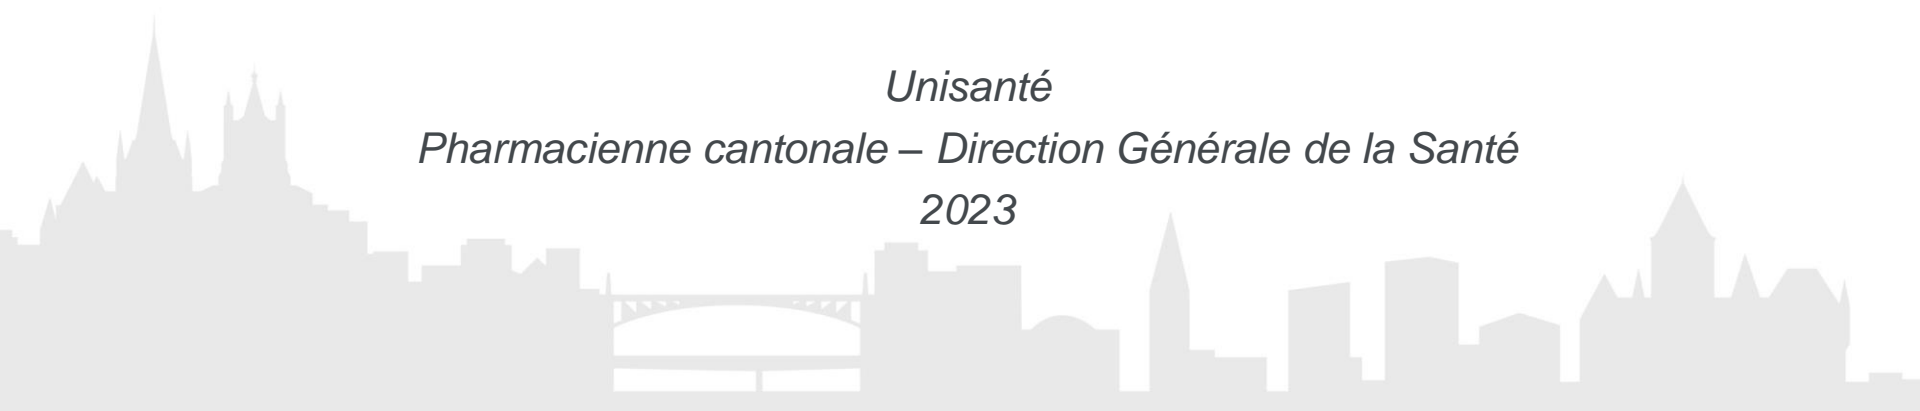 Unisanté
Pharmacienne cantonale – Direction Générale de la Santé
2023